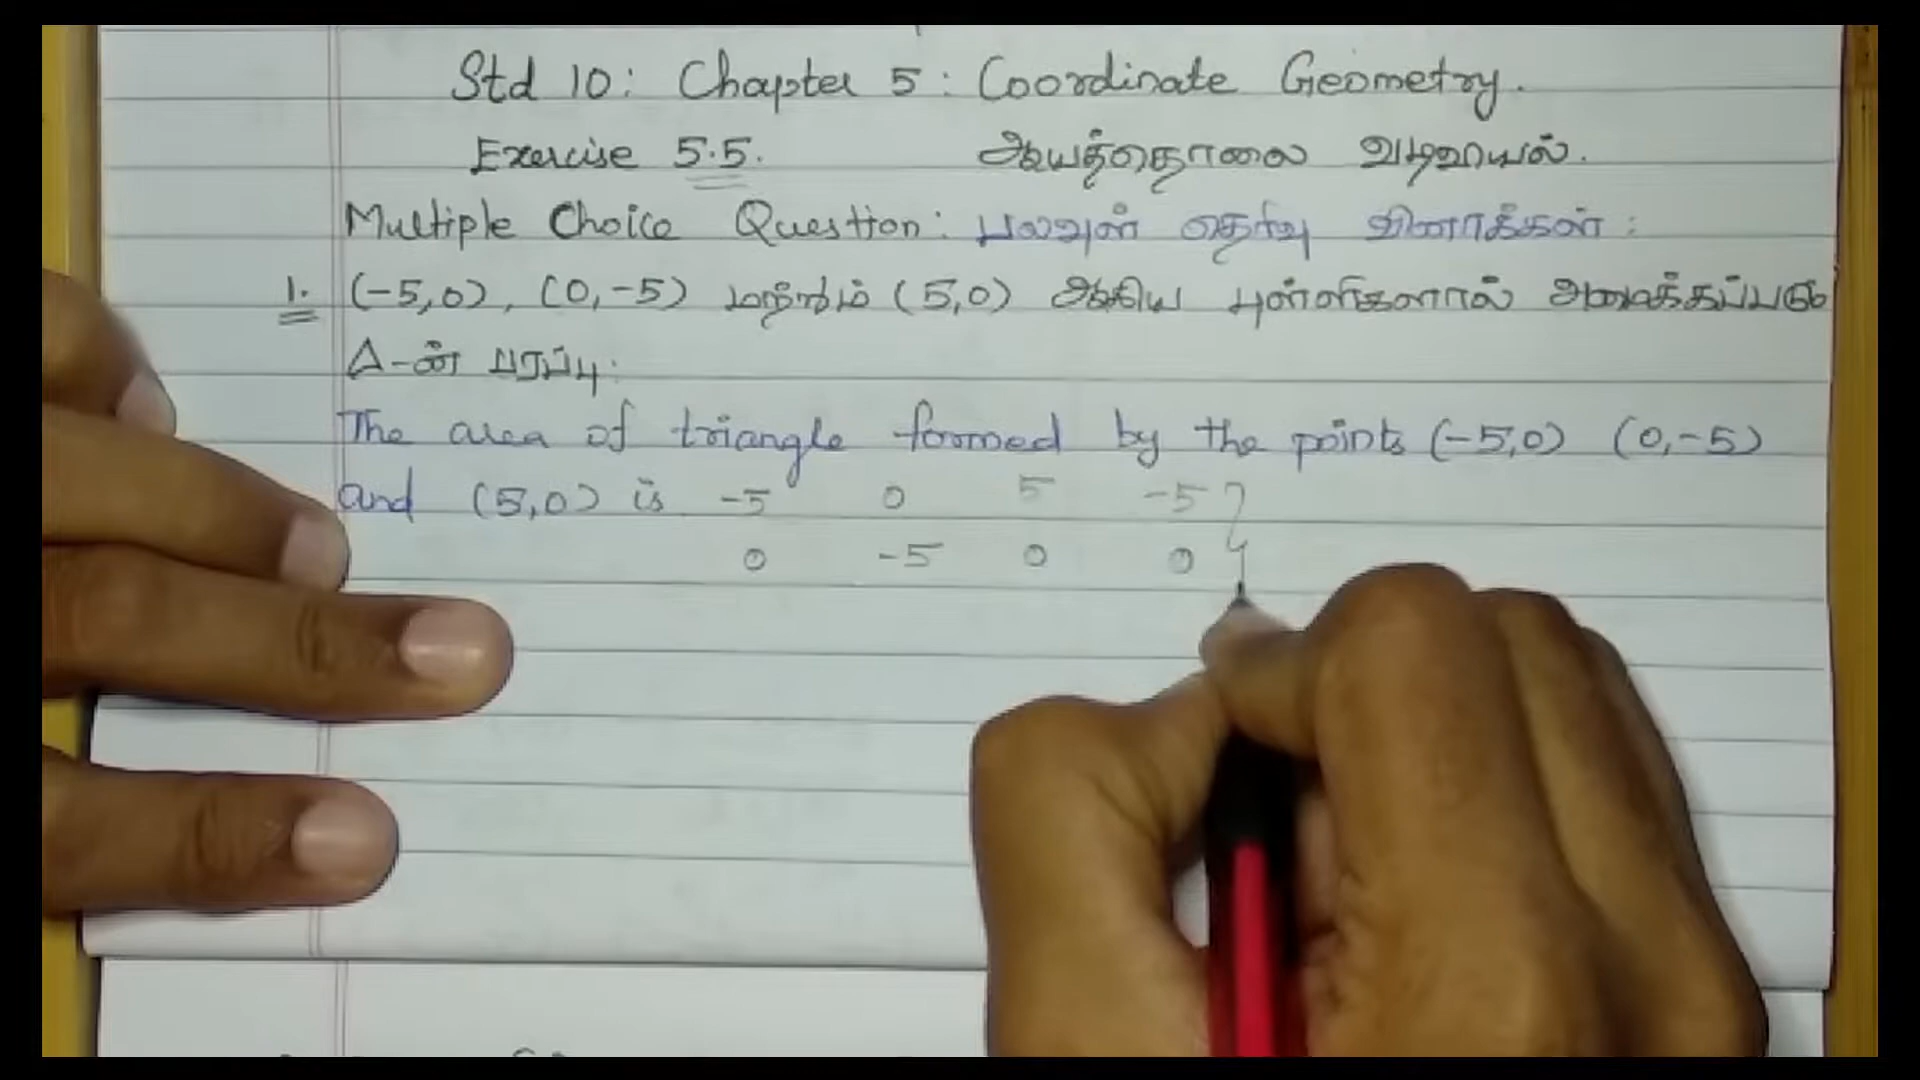 Std 10: Chapter 5: Coordinate Geometry.
Exercise 5.5. ஆயத்தொலை வடிவியல்.
Multiple Choice Question: பலவுள் தெரிவு வினாக்கள்:
1. (-5,0), (0,-5) மற்றும் (5,0) ஆகிய புள்ளிகளால் அமைக்கப்படும்
Δ-ன் பரப்பு.
The area of triangle formed by the points (-5,0) (0,-5)
and (5,0) is -5 0 5 -5 }
0 -5 0 0